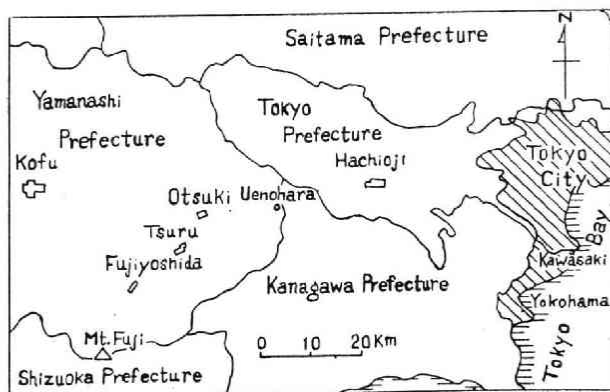 Saitama Prefecture
N
Yamanashi
Prefecture
Tokyo
Prefecture
Kofu
Hachioji
Tokyo
City
Otsuki
Uenohara
Tsuru
Fujiyoshida
Bay
Kawasaki
Kanagawa Prefecture
Yokohama
Mt.Fuji
0 10 20 Km
Tokyo
Shizuoka Prefecture